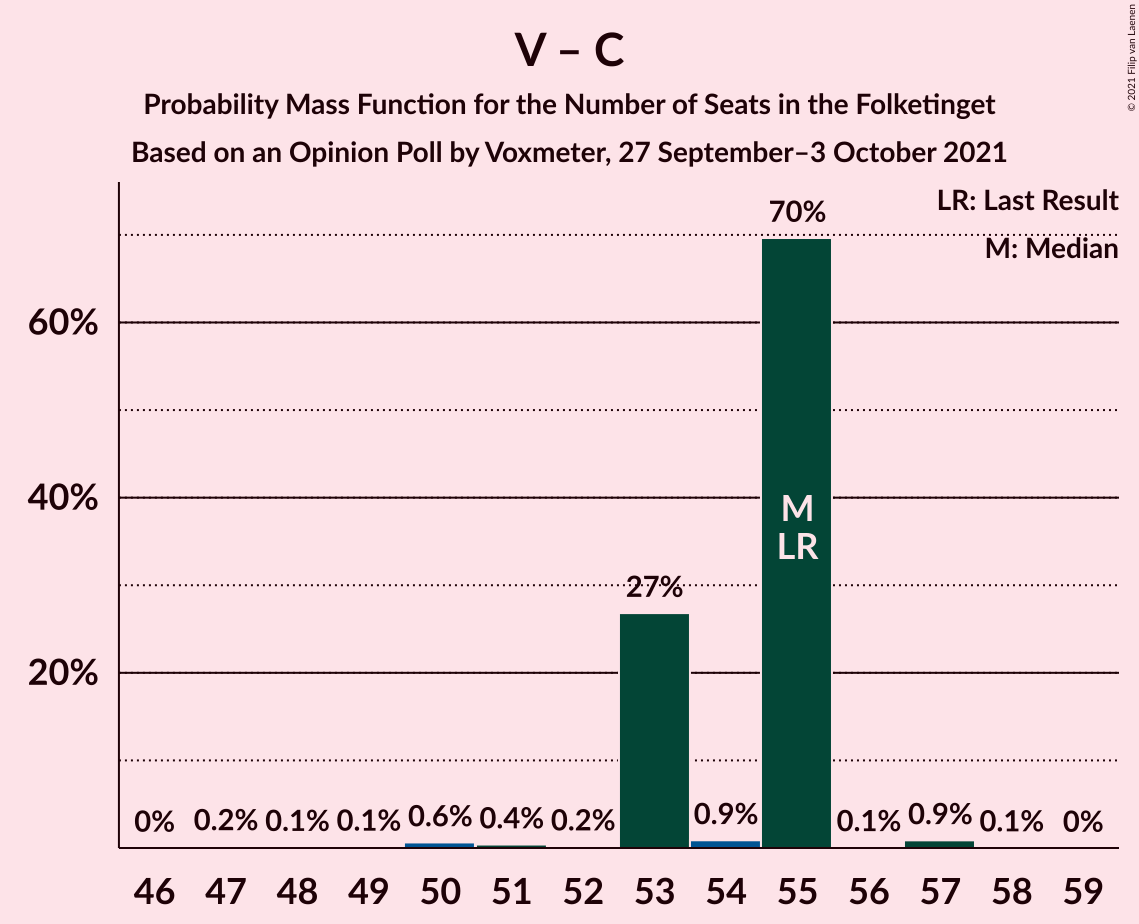 V – C
Probability Mass Function for the Number of Seats in the Folketinget
Based on an Opinion Poll by Voxmeter, 27 September–3 October 2021
© 2021 Filip van Laenen
LR: Last Result
M: Median
70%
60%
40%
M
LR
27%
20%
0% 0.2% 0.1% 0.1% 0.6% 0.4% 0.2% 0.9% 0.1% 0.9% 0.1% 0%
46 47 48 49 50 51 52 53 54 55 56 57 58 59